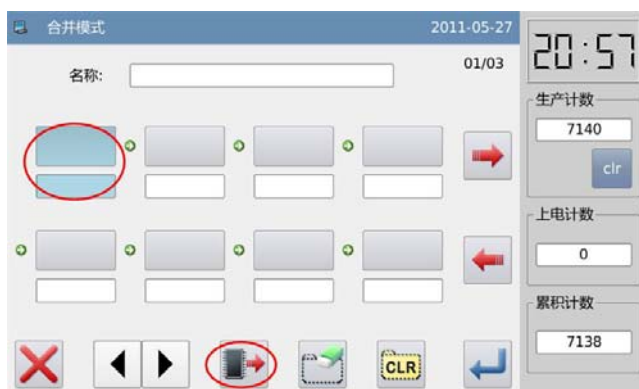 合并模式 2011-05-27
20:57
01/03
名称:
生产计数
7140
clr
上电计数
0
累积计数
7138
CLR